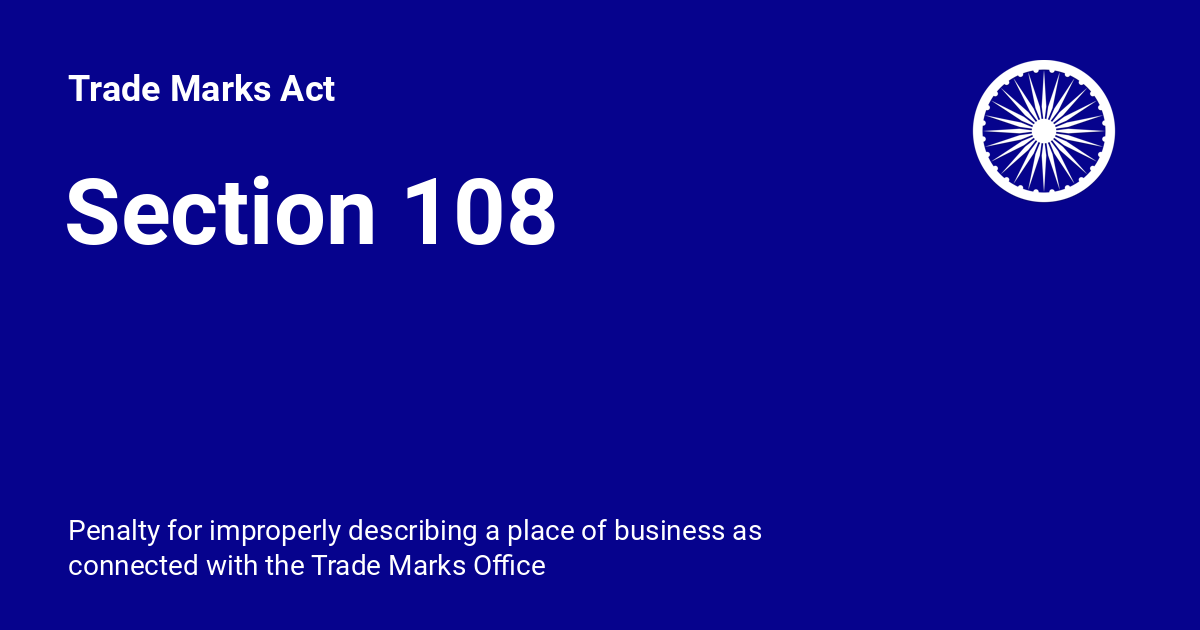 Trade Marks Act
Section 108
Penalty for improperly describing a place of business as
connected with the Trade Marks Office